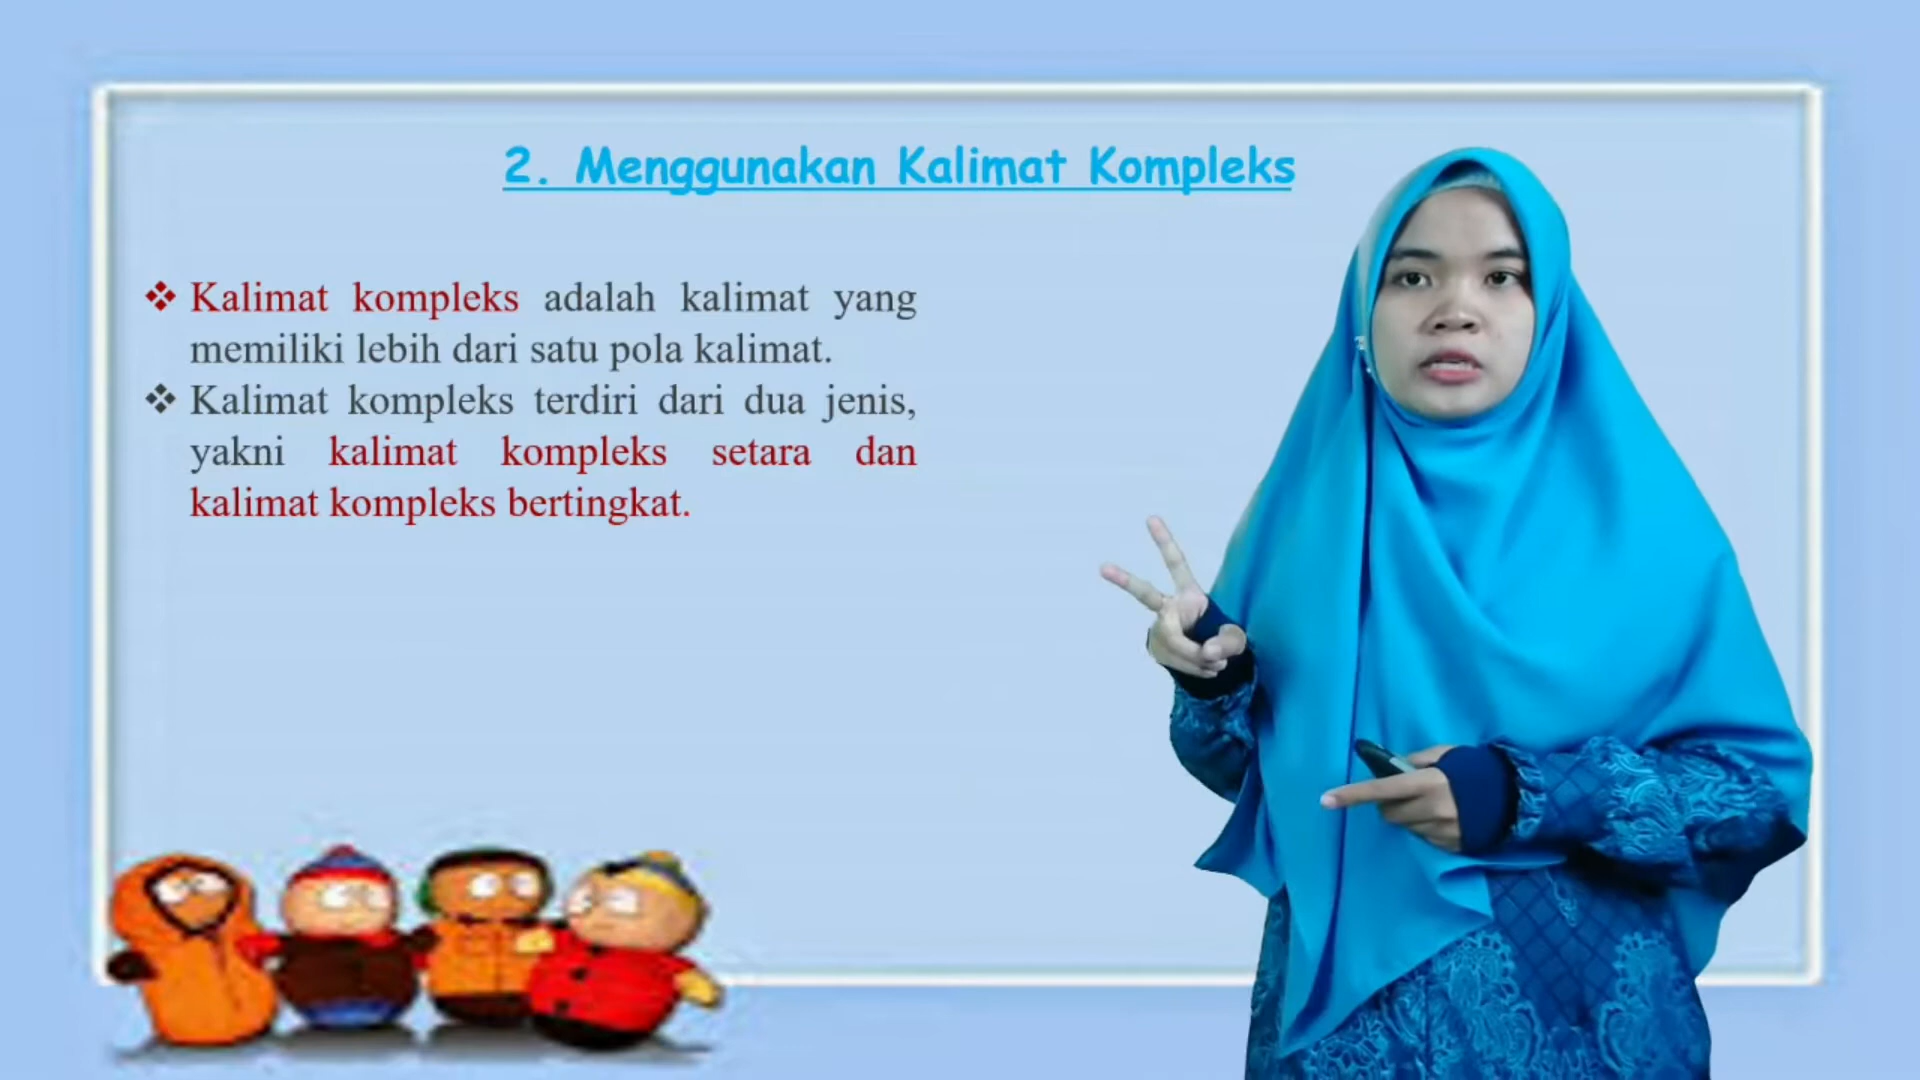 2. Menggunakan Kalimat Kompleks
Kalimat kompleks adalah kalimat yang
memiliki lebih dari satu pola kalimat.
Kalimat kompleks terdiri dari dua jenis,
yakni kalimat kompleks setara dan
kalimat kompleks bertingkat.